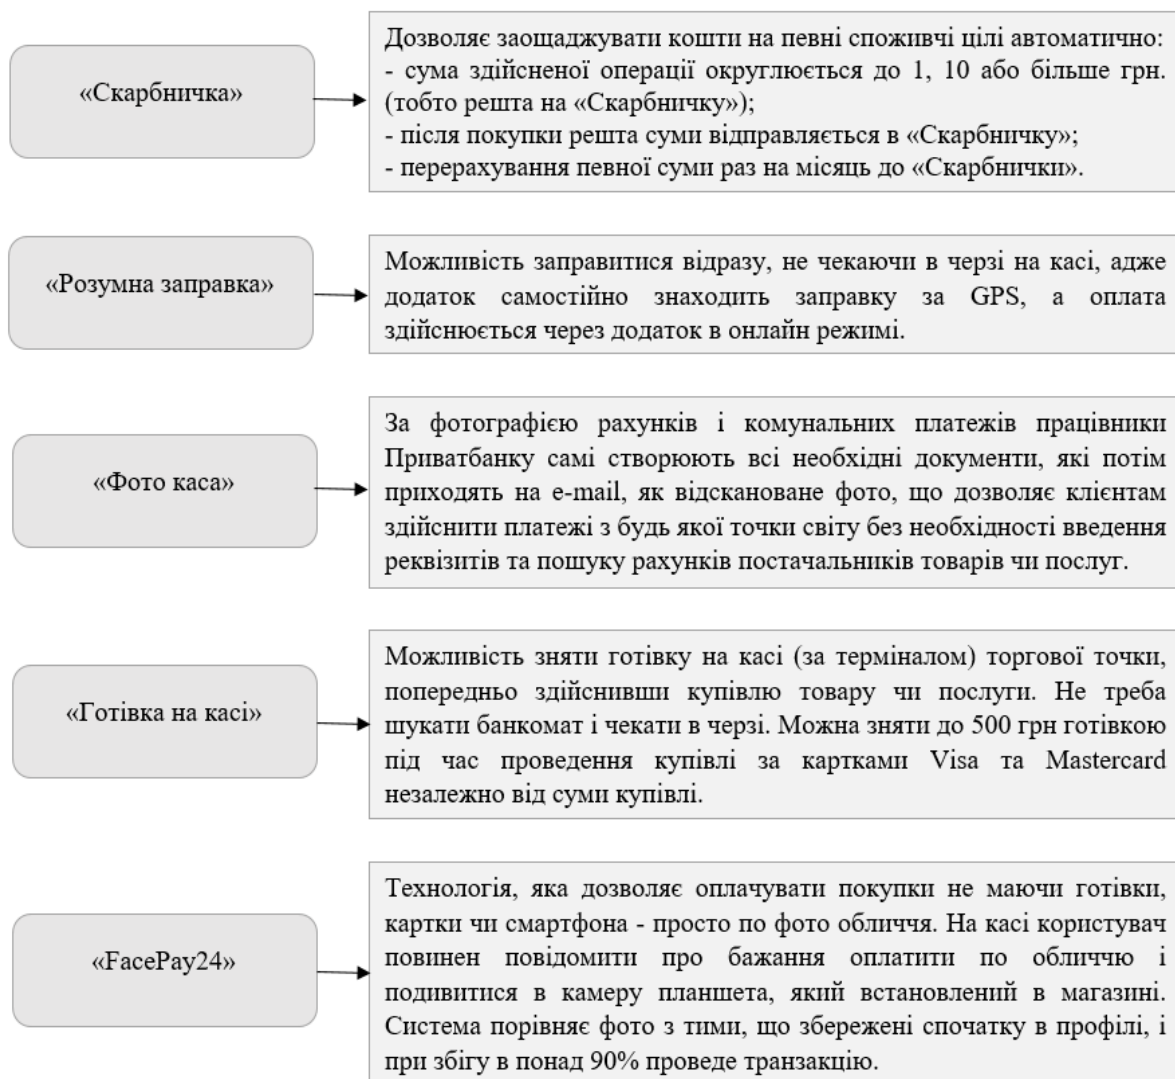 «Скарбничка»
Дозволяє заощаджувати кошти на певні споживчі цілі автоматично:
- сума здійсненої операції округлюється до 1, 10 або більше грн.
(тобто решта на «Скарбничку»);
- після покупки решта суми відправляється в «Скарбничку»;
- перерахування певної суми раз на місяць до «Скарбнички».
«Розумна заправка»
Можливість заправитися відразу, не чекаючи в черзі на касі, адже
додаток самостійно знаходить заправку за GPS, а оплата
здійснюється через додаток в онлайн режимі.
«Фото каса»
За фотографією рахунків і комунальних платежів працівники
Приватбанку самі створюють всі необхідні документи, які потім
приходять на e-mail, як відскановане фото, що дозволяє клієнтам
здійснити платежі з будь якої точки світу без необхідності введення
реквізитів та пошуку рахунків постачальників товарів чи послуг.
«Готівка на касі»
Можливість зняти готівку на касі (за терміналом) торгової точки,
попередньо здійснивши купівлю товару чи послуги. Не треба
шукати банкомат і чекати в черзі. Можна зняти до 500 грн готівкою
під час проведення купівлі за картками Visa та Mastercard
незалежно від суми купівлі.
«FacePay24»
Технологія, яка дозволяє оплачувати покупки не маючи готівки,
картки чи смартфона - просто по фото обличчя. На касі користувач
повинен повідомити про бажання оплатити по обличчю і
подивитися в камеру планшета, який встановлений в магазині.
Система порівняє фото з тими, що збережені спочатку в профілі, і
при збігу в понад 90% проведе транзакцію.